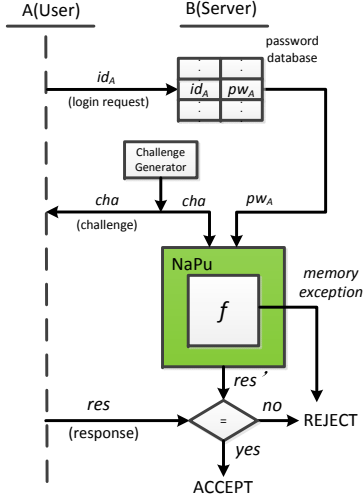 A(User)
B(Server)
password
database
id_A
(login request)
id_A
pw_A
Challenge
Generator
cha
cha
pw_A
(challenge)
NaPu
memory
exception
f
res'
res
=
no
REJECT
(response)
yes
ACCEPT